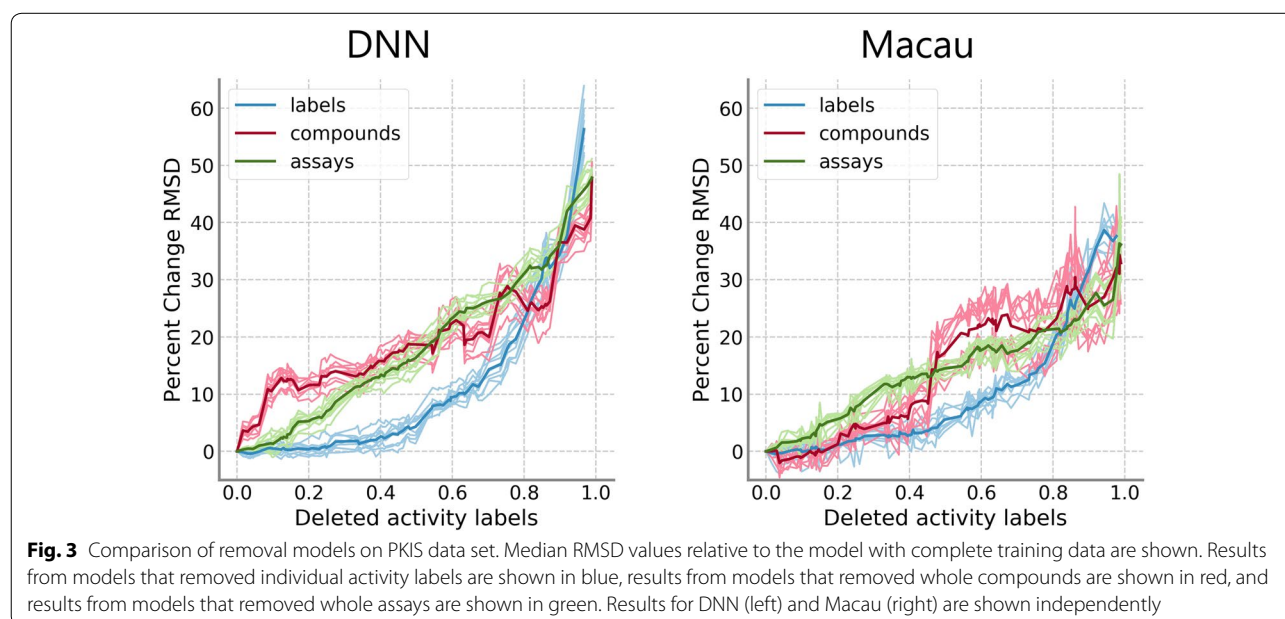 DNN
Macau
Percent Change RMSD
60
50
40
30
20
10
0
labels
compounds
assays
0.0 0.2 0.4 0.6 0.8 1.0
Deleted activity labels
Percent Change RMSD
60
50
40
30
20
10
0
labels
compounds
assays
0.0 0.2 0.4 0.6 0.8 1.0
Deleted activity labels
Fig. 3 Comparison of removal models on PKIS data set. Median RMSD values relative to the model with complete training data are shown. Results
from models that removed individual activity labels are shown in blue, results from models that removed whole compounds are shown in red, and
results from models that removed whole assays are shown in green. Results for DNN (left) and Macau (right) are shown independently